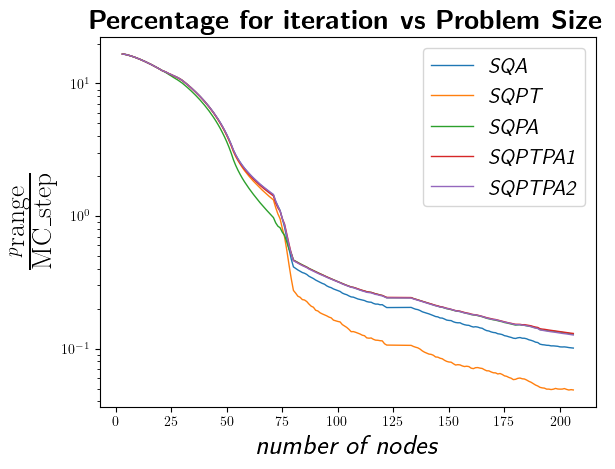 Percentage for iteration vs Problem Size
p_range
MC_step
10^1
10^0
10^{-1}
SQA
SQPT
SQPA
SQPTPA1
SQPTPA2
0 25 50 75 100 125 150 175 200
number of nodes